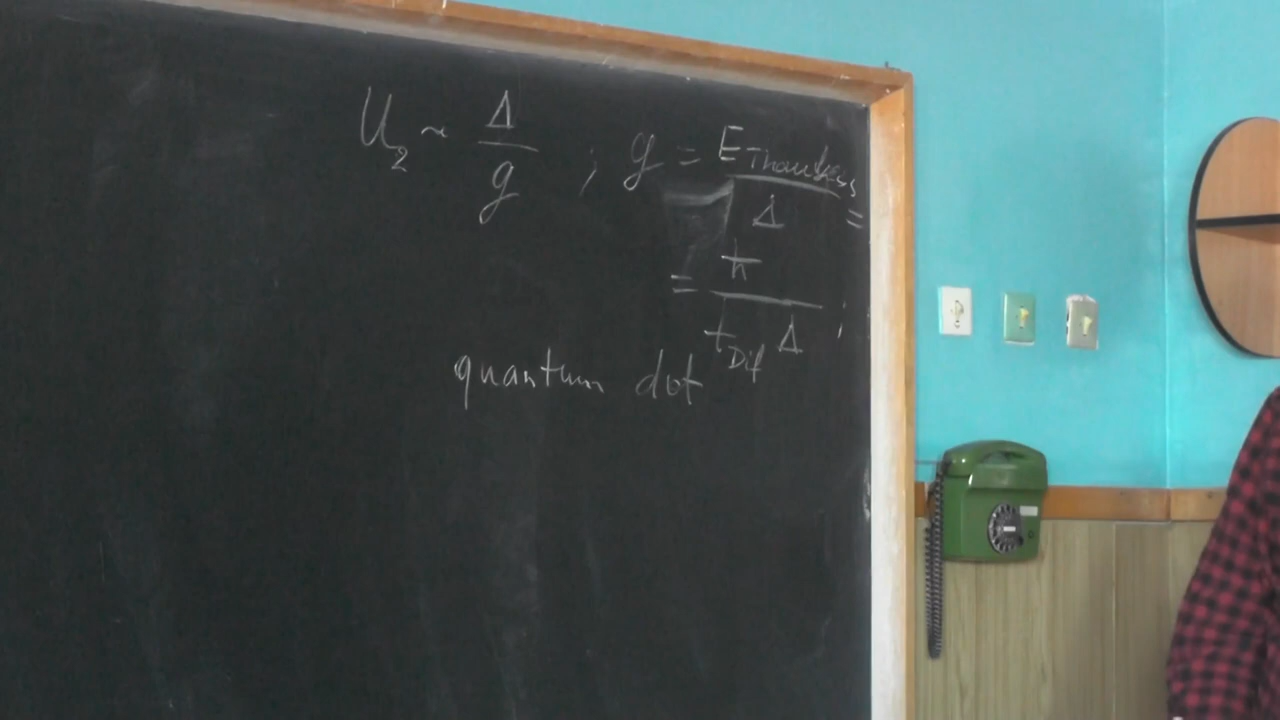 U₂ ~ Δ/g ; g = E_Thouless/Δ =
= ħ/(t_Dif Δ) ;
quantum dot